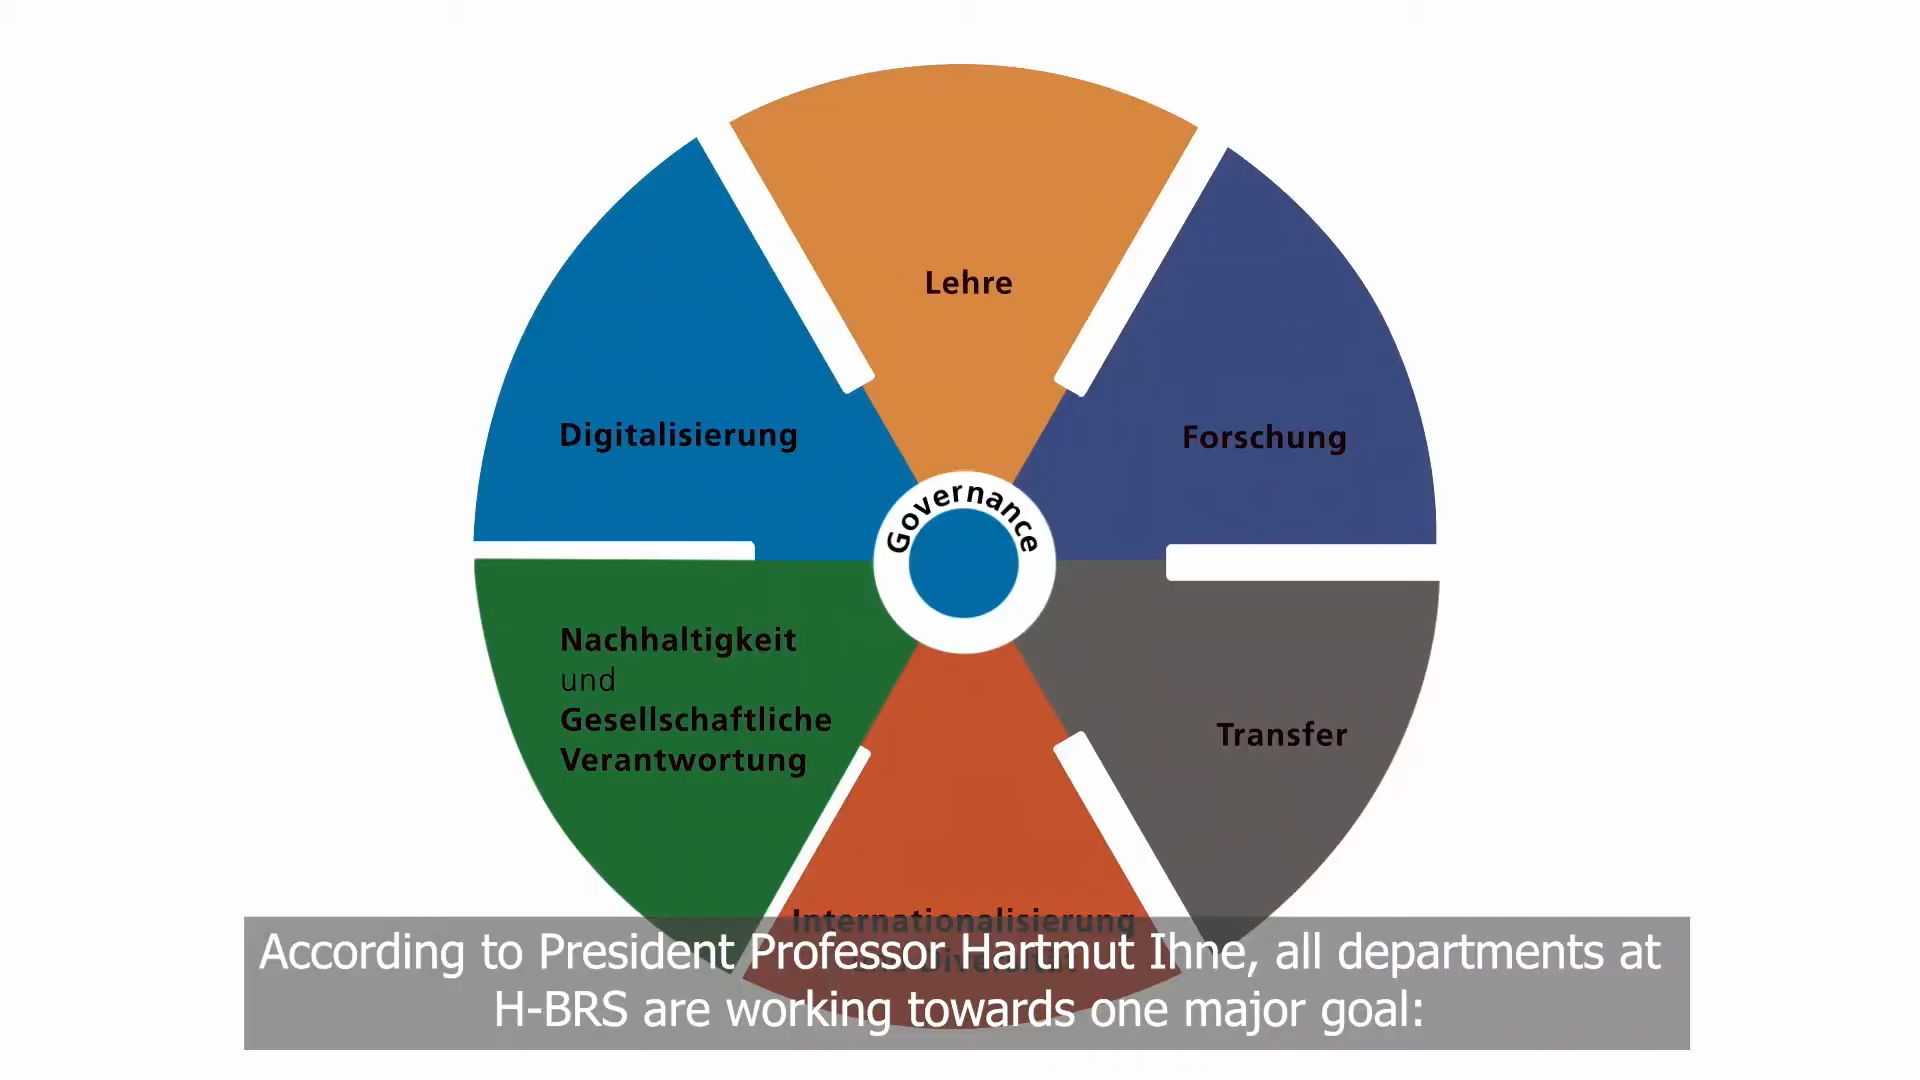 Lehre
Digitalisierung
Forschung
Governance
Nachhaltigkeit
und
Gesellschaftliche
Verantwortung
Transfer
Internationalisierung
According to President Professor Hartmut Ihne, all departments at
H-BRS are working towards one major goal: